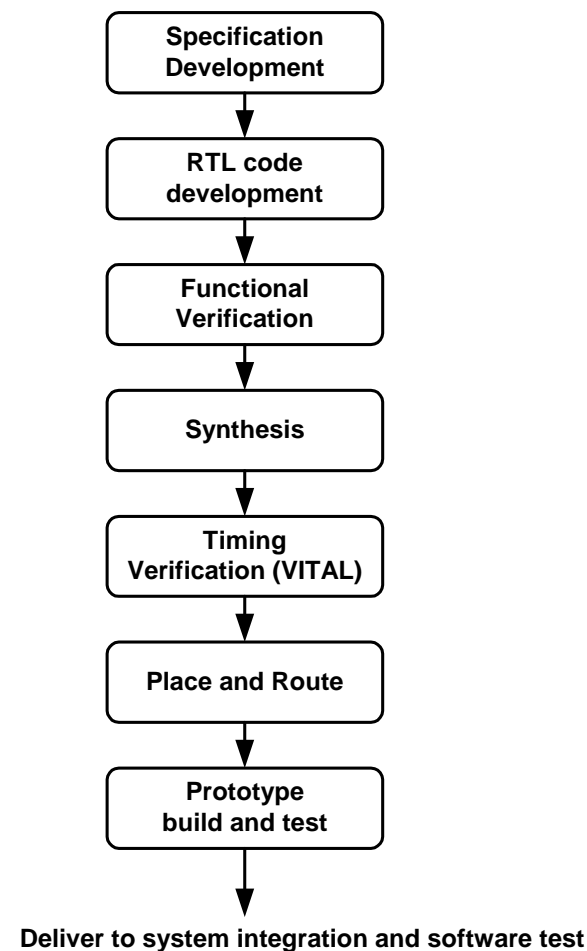 Specification
Development
RTL code
development
Functional
Verification
Synthesis
Timing
Verification (VITAL)
Place and Route
Prototype
build and test
Deliver to system integration and software test